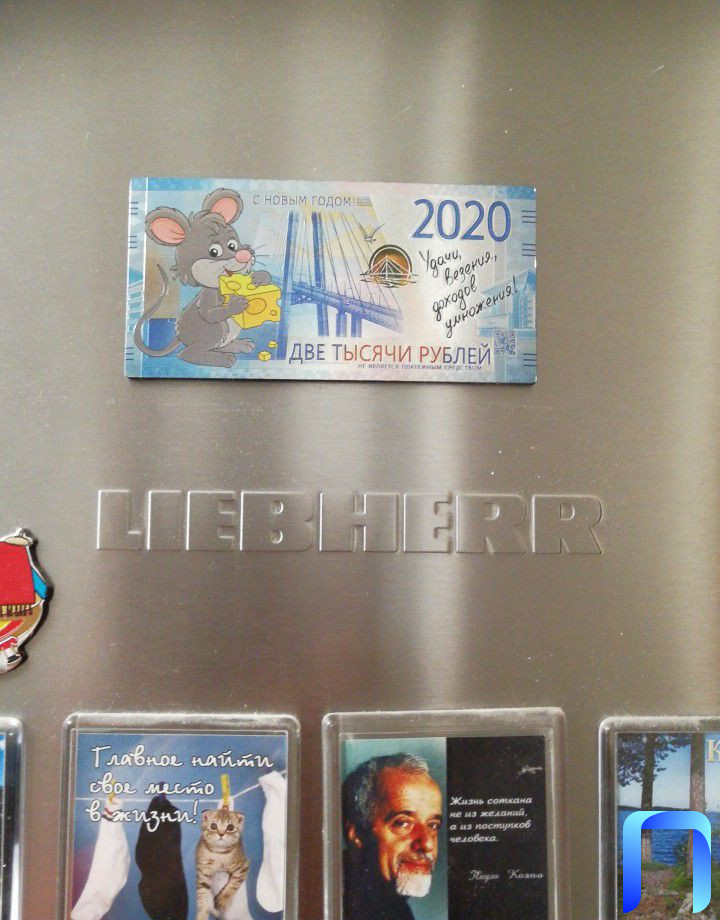 С НОВЫМ ГОДОМ!
2020
Удачи,
везения,
доходов
умножения!
ДВЕ ТЫСЯЧИ РУБЛЕЙ
НЕ ЯВЛЯЕТСЯ ПЛАТЕЖНЫМ СРЕДСТВОМ
LIEBHERR
Главное найти
свое место
в жизни!
Жизнь соткана
не из желаний,
а из поступков
человека.
Пауло Коэльо
К